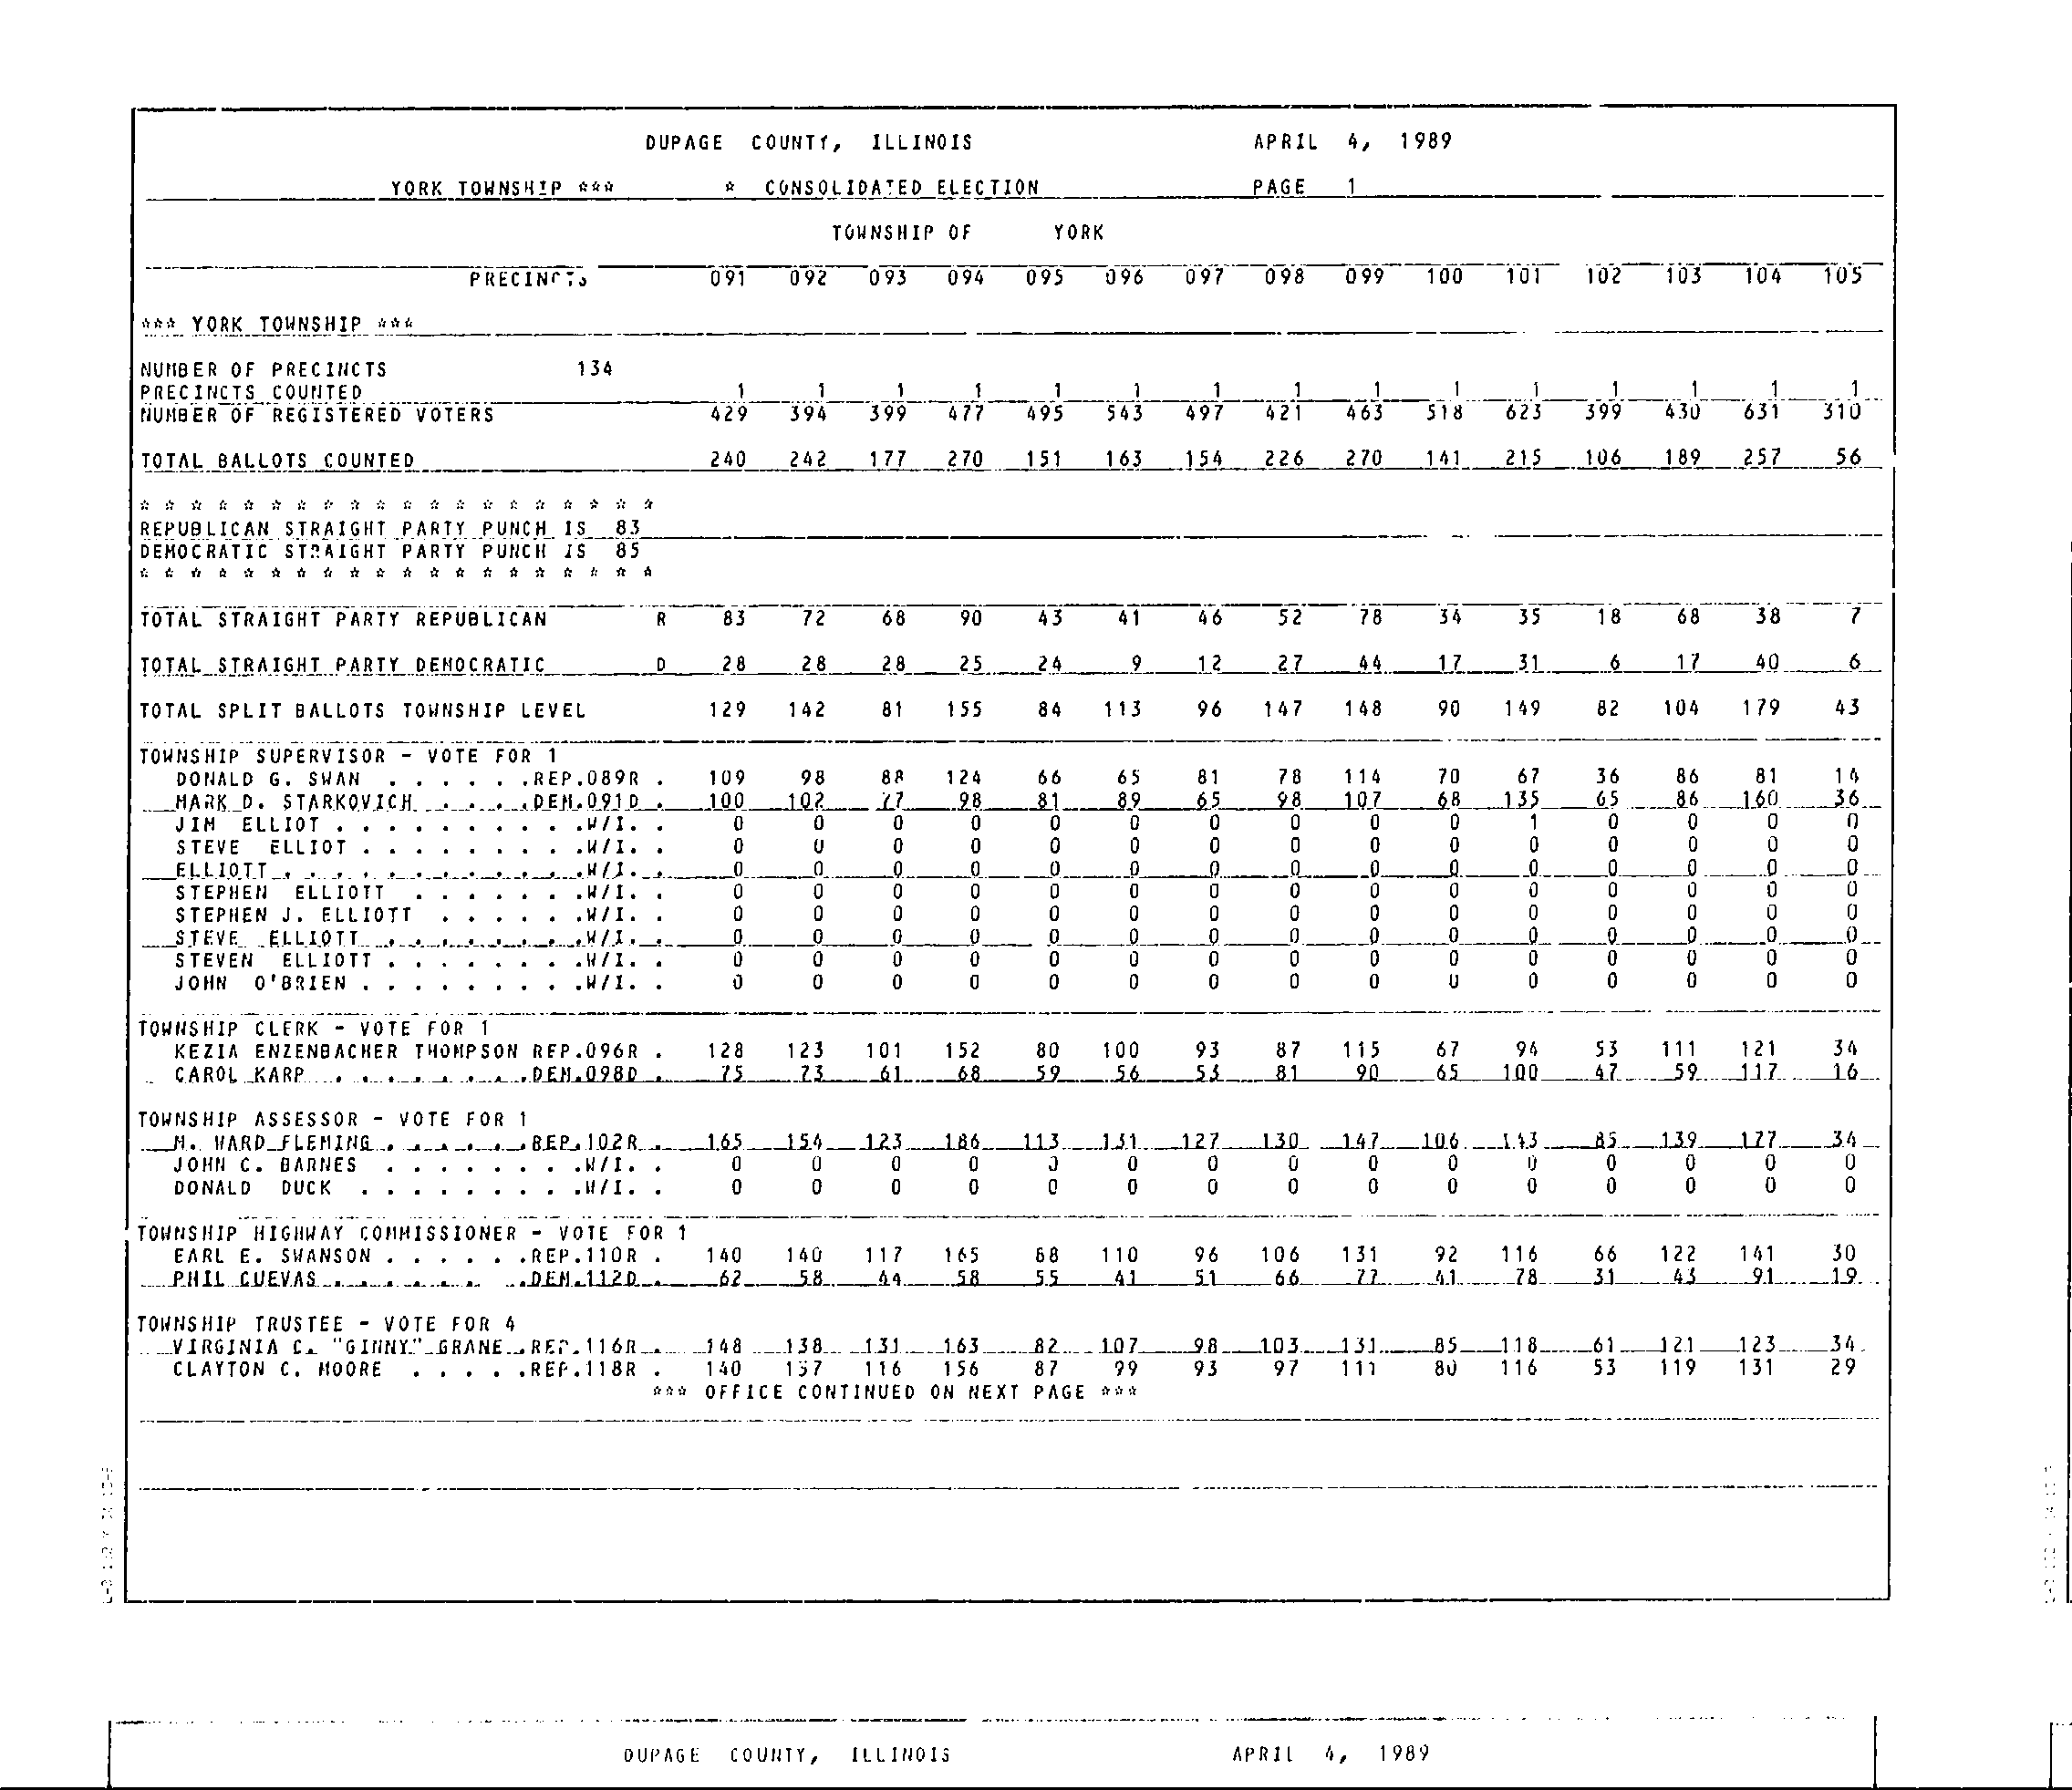 DUPAGE COUNTY, ILLINOIS APRIL 4, 1989
YORK TOWNSHIP *** * CONSOLIDATED ELECTION PAGE 1
TOWNSHIP OF YORK
PRECINCTS 091 092 093 094 095 096 097 098 099 100 101 102 103 104 105
*** YORK TOWNSHIP ***
NUMBER OF PRECINCTS 134
PRECINCTS COUNTED 1 1 1 1 1 1 1 1 1 1 1 1 1 1 1
NUMBER OF REGISTERED VOTERS 429 394 399 477 495 543 497 421 463 518 623 399 430 631 310
TOTAL BALLOTS COUNTED 240 242 177 270 151 163 154 226 270 141 215 106 189 257 56
* * * * * * * * * * * * * * * * * * * *
REPUBLICAN STRAIGHT PARTY PUNCH IS 83
DEMOCRATIC STRAIGHT PARTY PUNCH IS 85
* * * * * * * * * * * * * * * * * * * *
TOTAL STRAIGHT PARTY REPUBLICAN R 83 72 68 90 43 41 46 52 78 34 35 18 68 38 7
TOTAL STRAIGHT PARTY DEMOCRATIC D 28 28 28 25 24 9 12 27 44 17 31 6 17 40 6
TOTAL SPLIT BALLOTS TOWNSHIP LEVEL 129 142 81 155 84 113 96 147 148 90 149 82 104 179 43
TOWNSHIP SUPERVISOR - VOTE FOR 1
DONALD G. SWAN . . . . . .REP.089R . 109 98 88 124 66 65 81 78 114 70 67 36 86 81 14
MARK D. STARKOVICH . . . .DEM.091D . 100 102 77 98 81 89 65 98 107 68 135 65 86 160 36
JIM ELLIOT . . . . . . . . . .W/I. . 0 0 0 0 0 0 0 0 0 0 1 0 0 0 0
STEVE ELLIOT . . . . . . . . .W/I. . 0 0 0 0 0 0 0 0 0 0 0 0 0 0 0
ELLIOTT . . . . . . . . . . . .W/I. . 0 0 0 0 0 0 0 0 0 0 0 0 0 0 0
STEPHEN ELLIOTT . . . . . . .W/I. . 0 0 0 0 0 0 0 0 0 0 0 0 0 0 0
STEPHEN J. ELLIOTT . . . . . .W/I. . 0 0 0 0 0 0 0 0 0 0 0 0 0 0 0
STEVE ELLIOTT . . . . . . . .W/I. . 0 0 0 0 0 0 0 0 0 0 0 0 0 0 0
STEVEN ELLIOTT . . . . . . . .W/I. . 0 0 0 0 0 0 0 0 0 0 0 0 0 0 0
JOHN O'BRIEN . . . . . . . . .W/I. . 0 0 0 0 0 0 0 0 0 0 0 0 0 0 0
TOWNSHIP CLERK - VOTE FOR 1
KEZIA ENZENBACHER THOMPSON REP.096R . 128 123 101 152 80 100 93 87 115 67 94 53 111 121 34
CAROL KARP . . . . . . . .DEM.098D . 75 73 61 68 59 56 53 81 90 65 100 47 59 117 16
TOWNSHIP ASSESSOR - VOTE FOR 1
M. WARD FLEMING . . . . . .REP.102R . 165 154 123 186 113 131 127 130 147 106 143 85 139 177 34
JOHN C. BARNES . . . . . . . .W/I. . 0 0 0 0 0 0 0 0 0 0 0 0 0 0 0
DONALD DUCK . . . . . . . . .W/I. . 0 0 0 0 0 0 0 0 0 0 0 0 0 0 0
TOWNSHIP HIGHWAY COMMISSIONER - VOTE FOR 1
EARL E. SWANSON . . . . . .REP.110R . 140 140 117 165 88 110 96 106 131 92 116 66 122 141 30
PHIL CUEVAS . . . . . . .DEM.112D . 62 58 44 58 55 41 51 66 77 41 78 31 43 91 19
TOWNSHIP TRUSTEE - VOTE FOR 4
VIRGINIA C. "GINNY" GRANE .REP.116R . 148 138 131 163 82 107 98 103 131 85 118 61 121 123 34
CLAYTON C. MOORE . . . . .REP.118R . 140 137 116 156 87 99 93 97 111 80 116 53 119 131 29
*** OFFICE CONTINUED ON NEXT PAGE ***
DUPAGE COUNTY, ILLINOIS APRIL 4, 1989